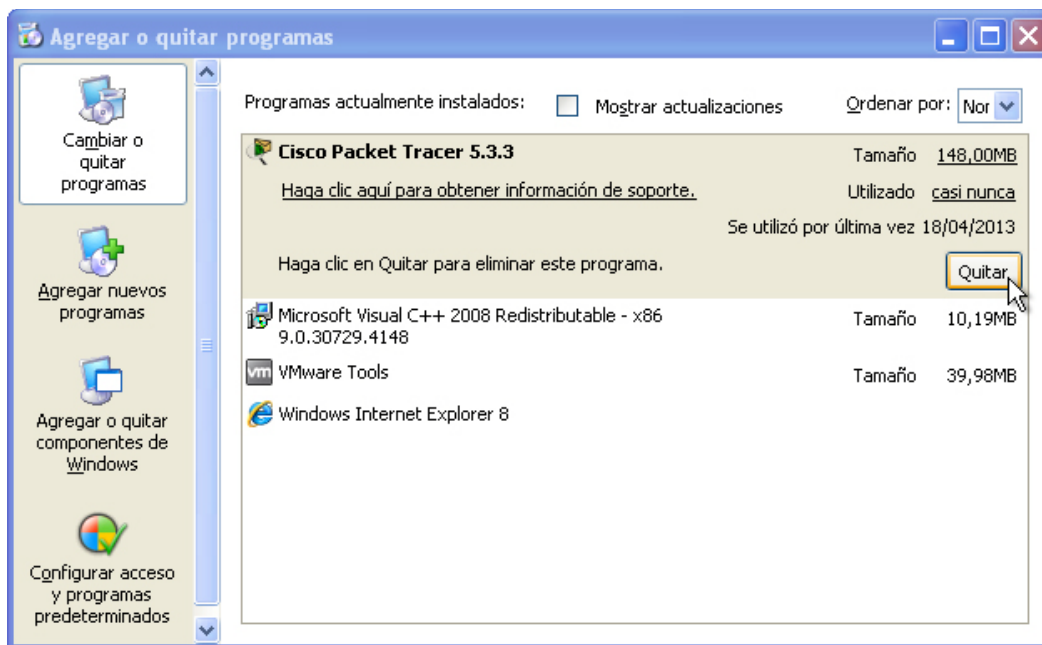 Agregar o quitar programas
Cambiar o
quitar
programas
Agregar nuevos
programas
Agregar o quitar
componentes de
Windows
Configurar acceso
y programas
predeterminados
Programas actualmente instalados: Mostrar actualizaciones Ordenar por: Nor
Cisco Packet Tracer 5.3.3 Tamaño 148,00MB
Haga clic aquí para obtener información de soporte. Utilizado casi nunca
Se utilizó por última vez 18/04/2013
Haga clic en Quitar para eliminar este programa. Quitar
Microsoft Visual C++ 2008 Redistributable - x86 Tamaño 10,19MB
9.0.30729.4148
vm VMware Tools Tamaño 39,98MB
Windows Internet Explorer 8